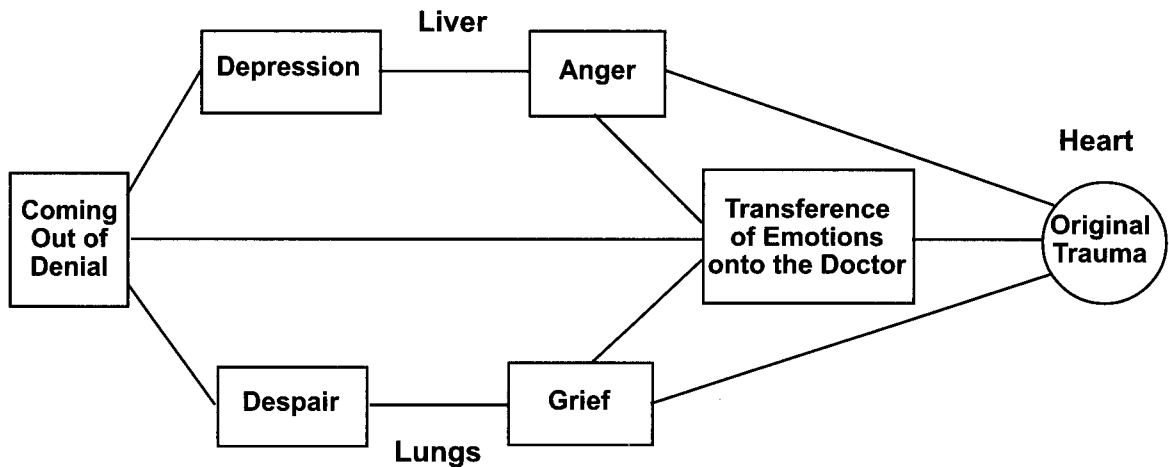 Liver
Depression
Anger
Heart
Coming
Out of
Denial
Transference
of Emotions
onto the Doctor
Original
Trauma
Despair
Grief
Lungs